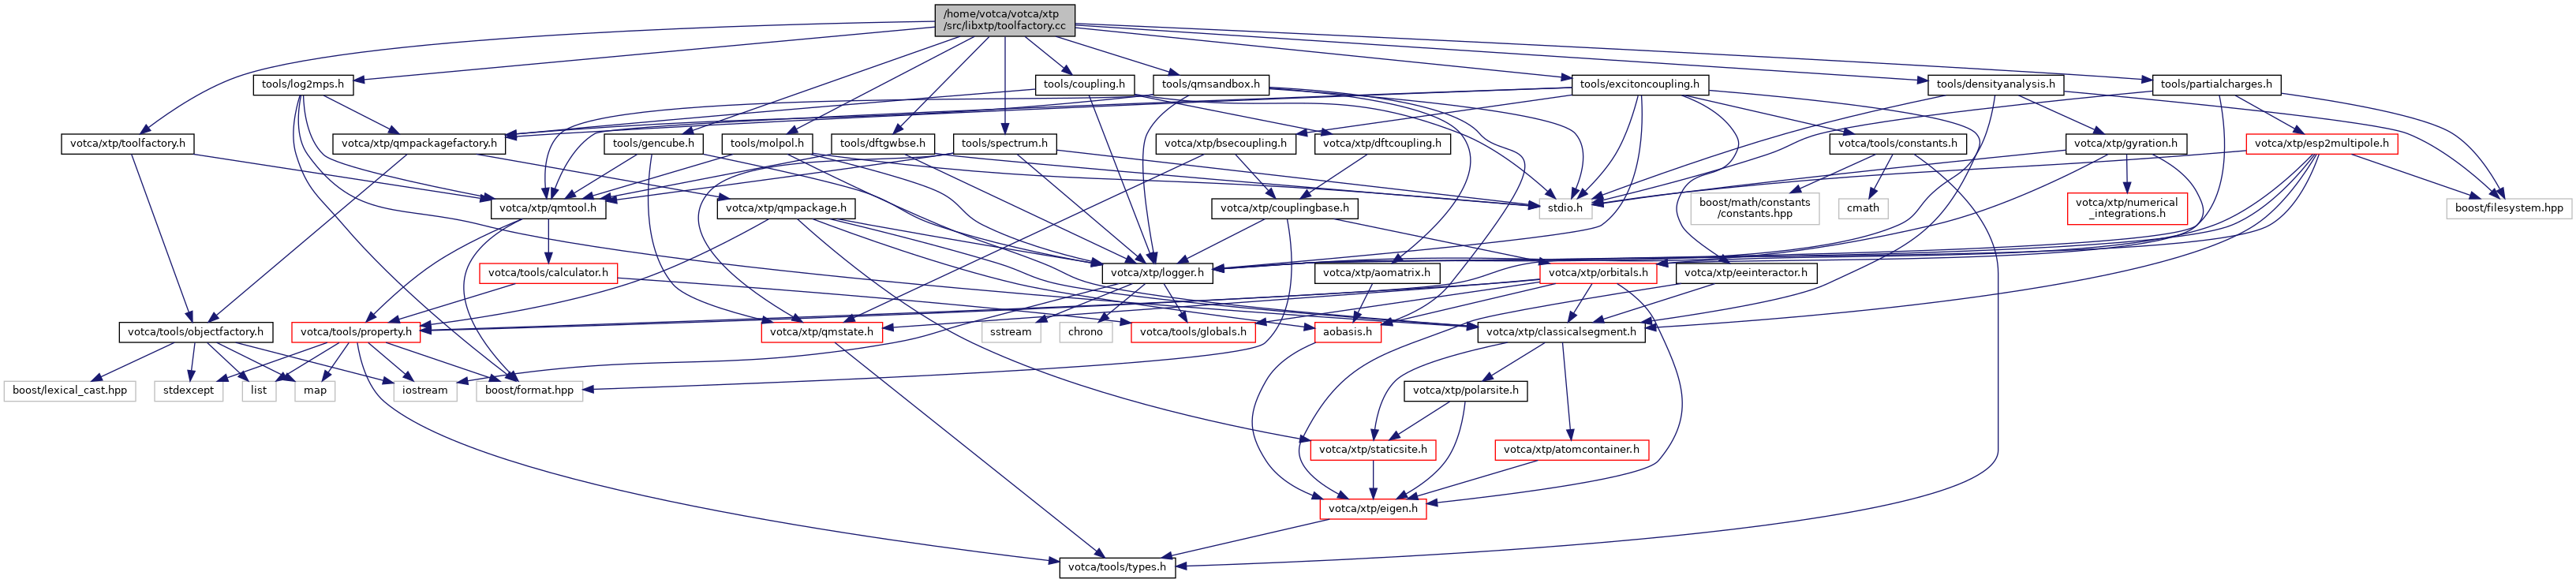 /home/votca/votca/xtp
/src/libxtp/toolfactory.cc
tools/log2mps.h
tools/coupling.h
tools/qmsandbox.h
tools/excitoncoupling.h
tools/densityanalysis.h
tools/partialcharges.h
votca/xtp/toolfactory.h
votca/xtp/qmpackagefactory.h
tools/gencube.h
tools/molpol.h
tools/dftgwbse.h
tools/spectrum.h
votca/xtp/bsecoupling.h
votca/xtp/dftcoupling.h
votca/tools/constants.h
votca/xtp/gyration.h
votca/xtp/esp2multipole.h
votca/xtp/qmtool.h
votca/xtp/qmpackage.h
votca/xtp/couplingbase.h
stdio.h
boost/math/constants
/constants.hpp
cmath
votca/xtp/numerical
_integrations.h
boost/filesystem.hpp
votca/tools/calculator.h
votca/xtp/logger.h
votca/xtp/aomatrix.h
votca/xtp/orbitals.h
votca/xtp/eeinteractor.h
votca/tools/objectfactory.h
votca/tools/property.h
votca/xtp/qmstate.h
sstream
chrono
votca/tools/globals.h
aobasis.h
votca/xtp/classicalsegment.h
boost/lexical_cast.hpp
stdexcept
list
map
iostream
boost/format.hpp
votca/xtp/polarsite.h
votca/xtp/staticsite.h
votca/xtp/atomcontainer.h
votca/xtp/eigen.h
votca/tools/types.h